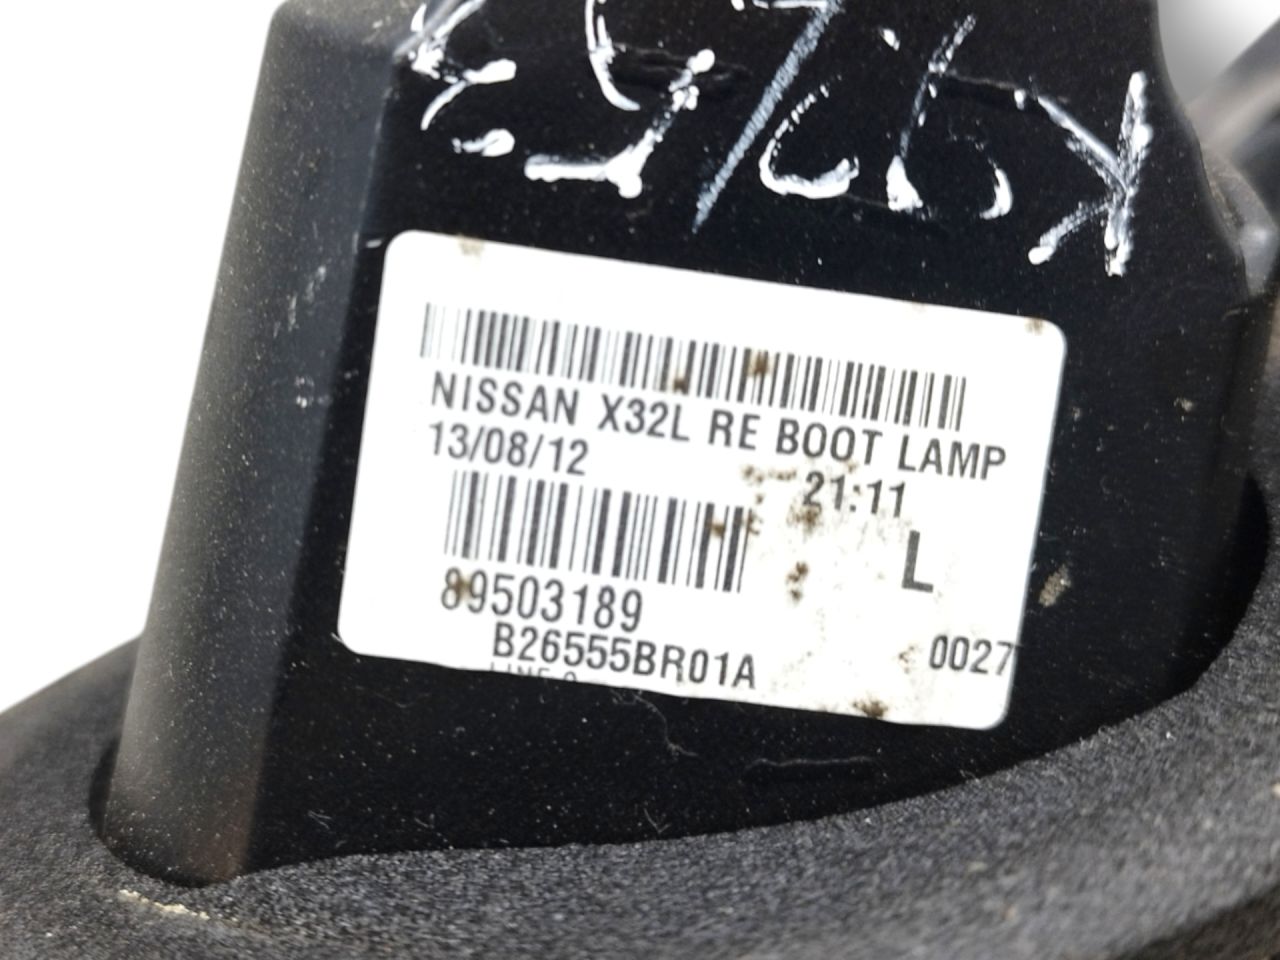 NISSAN X32L RE BOOT LAMP
13/08/12 21:11
L
89503189
B26555BR01A 0027